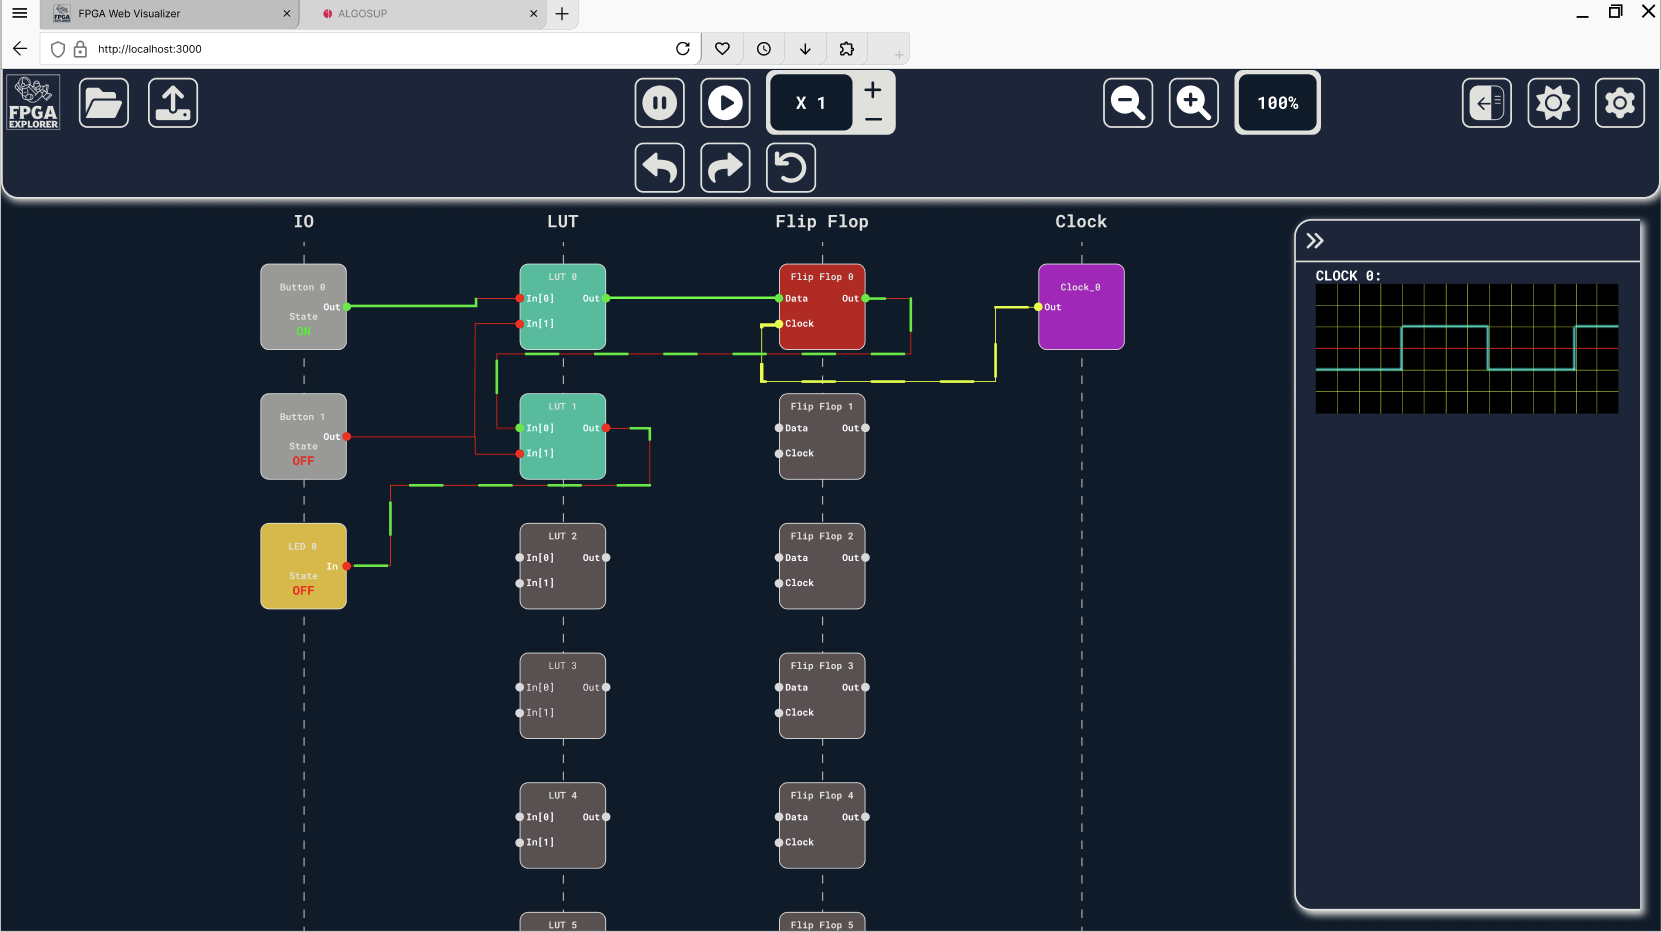 FPGA Web Visualizer
ALGOSUP
http://localhost:3000
FPGA
EXPLORER
X 1
100%
IO
LUT
Flip Flop
Clock
Button 0
Out
State
ON
LUT 0
In[0] Out
In[1]
Flip Flop 0
Data Out
Clock
Clock_0
Out
CLOCK 0:
Button 1
Out
State
OFF
LUT 1
In[0] Out
In[1]
Flip Flop 1
Data Out
Clock
LED 0
In
State
OFF
LUT 2
In[0] Out
In[1]
Flip Flop 2
Data Out
Clock
LUT 3
In[0] Out
In[1]
Flip Flop 3
Data Out
Clock
LUT 4
In[0] Out
In[1]
Flip Flop 4
Data Out
Clock
LUT 5
Flip Flop 5